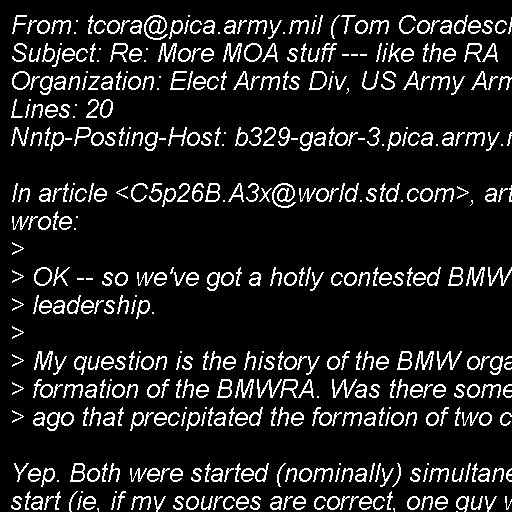 From: tcora@pica.army.mil (Tom Coradesch
Subject: Re: More MOA stuff --- like the RA
Organization: Elect Armts Div, US Army Arm
Lines: 20
Nntp-Posting-Host: b329-gator-3.pica.army.m
In article <C5p26B.A3x@world.std.com>, art
wrote:
>
> OK -- so we've got a hotly contested BMW
> leadership.
>
> My question is the history of the BMW orga
> formation of the BMWRA. Was there some
> ago that precipitated the formation of two c
Yep. Both were started (nominally) simultane
start (ie, if my sources are correct, one guy w